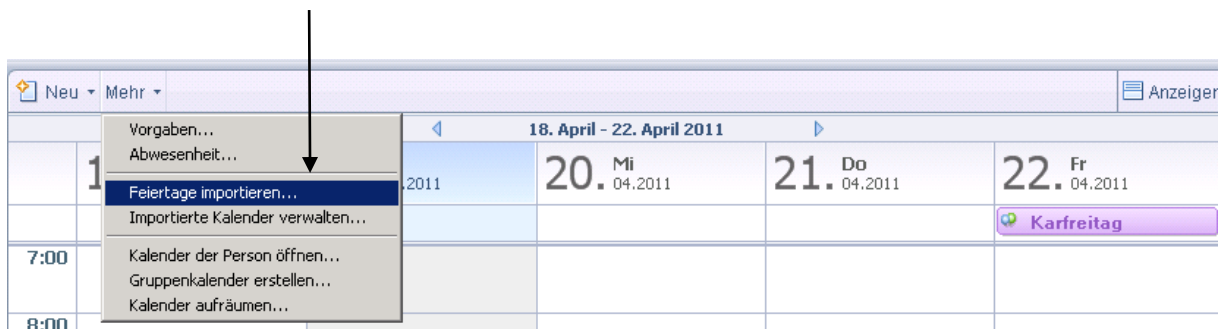 Neu Mehr Anzeigen
Vorgaben...
Abwesenheit...
Feiertage importieren...
Importierte Kalender verwalten...
Kalender der Person öffnen...
Gruppenkalender erstellen...
Kalender aufräumen...
18. April - 22. April 2011
.2011
20. Mi 04.2011
21. Do 04.2011
22. Fr 04.2011
Karfreitag
7:00
8:00